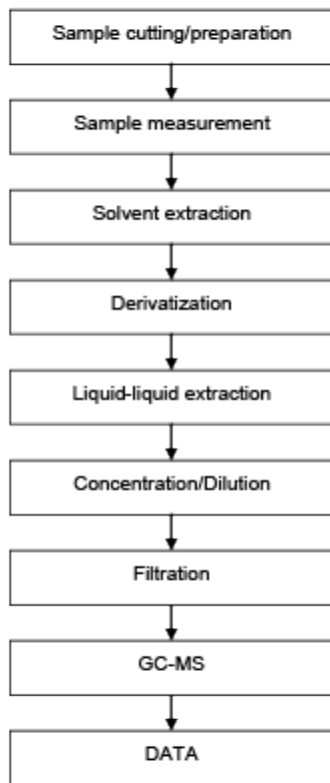 Sample cutting/preparation
Sample measurement
Solvent extraction
Derivatization
Liquid-liquid extraction
Concentration/Dilution
Filtration
GC-MS
DATA